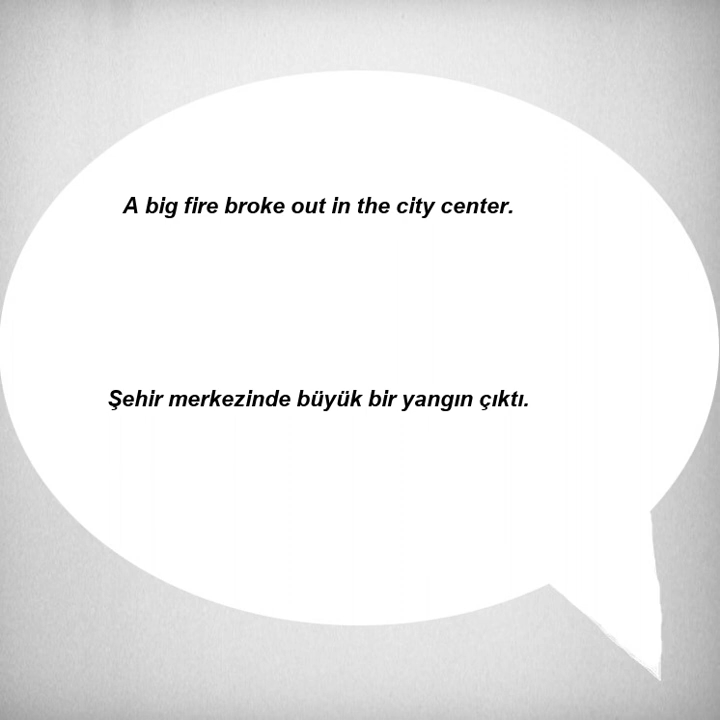 A big fire broke out in the city center.
Şehir merkezinde büyük bir yangın çıktı.